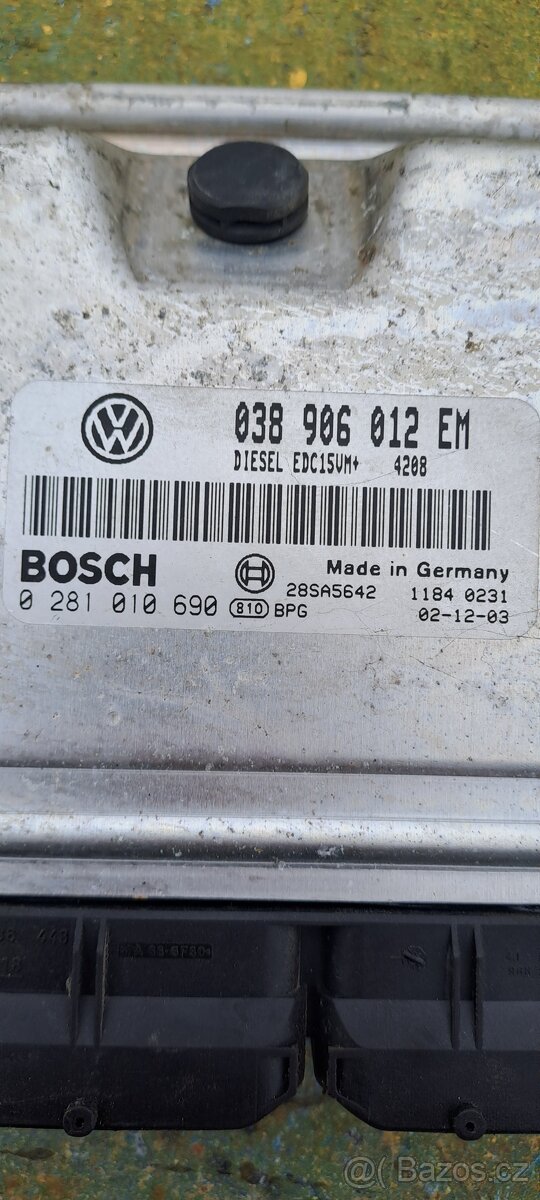 038 906 012 EM
DIESEL EDC15VM+ 4208
BOSCH
Made in Germany
28SA5642 1184 0231
0 281 010 690 810 BPG 02-12-03
Bazos.cz